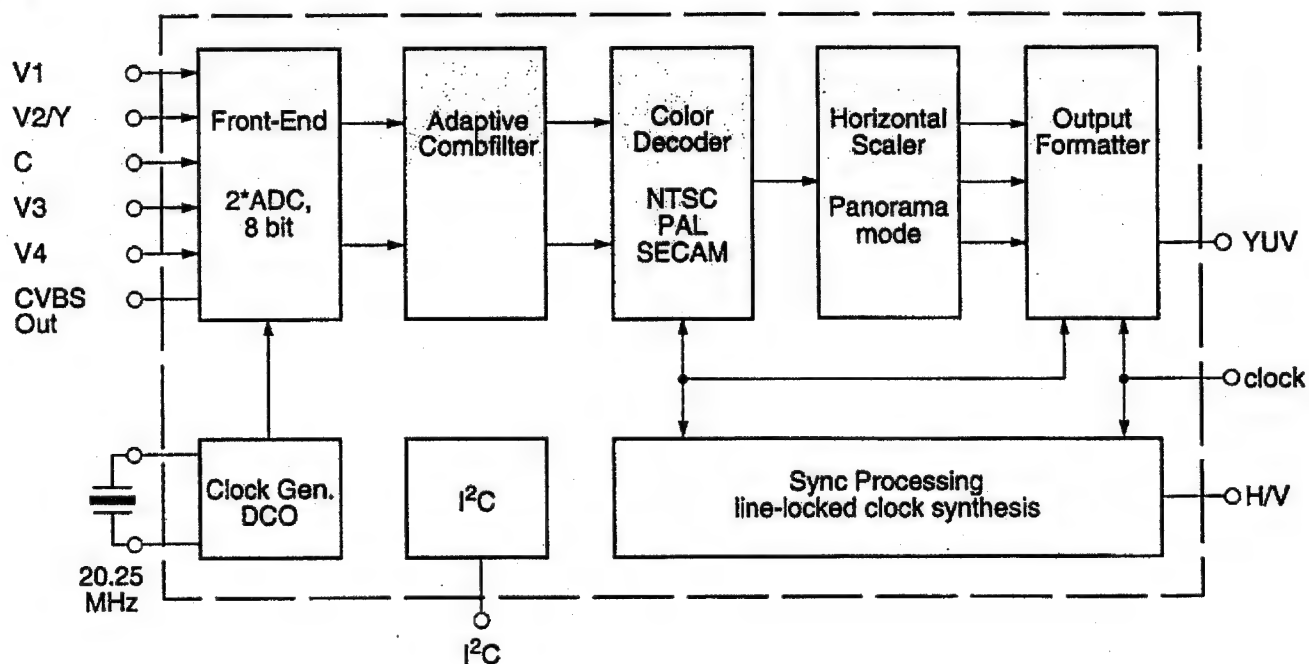 V1
V2/Y
C
V3
V4
CVBS
Out
Front-End
2*ADC,
8 bit
Adaptive
Combfilter
Color
Decoder
NTSC
PAL
SECAM
Horizontal
Scaler
Panorama
mode
Output
Formatter
YUV
clock
H/V
Clock Gen.
DCO
I²C
Sync Processing
line-locked clock synthesis
20.25
MHz
I²C